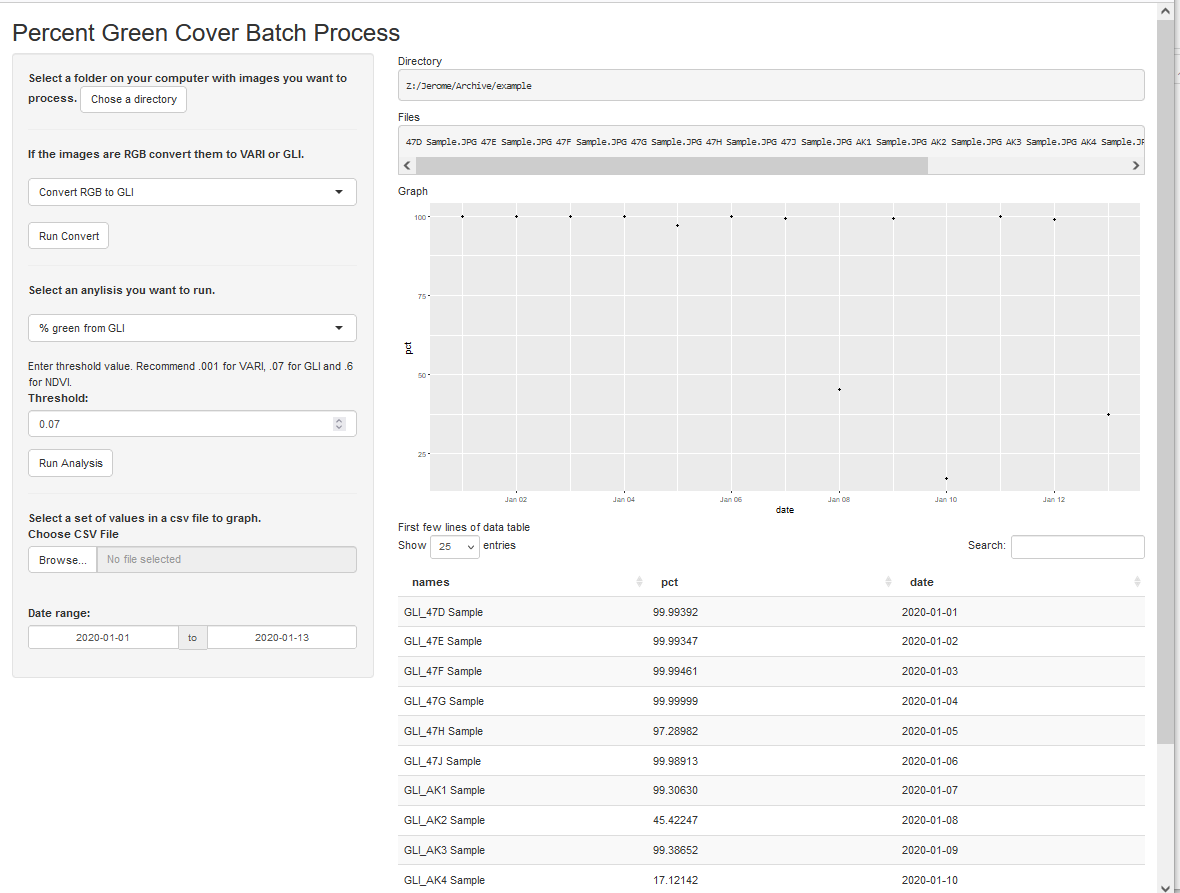 Percent Green Cover Batch Process
Select a folder on your computer with images you want to
process. Chose a directory
If the images are RGB convert them to VARI or GLI.
Convert RGB to GLI
Run Convert
Select an anylisis you want to run.
% green from GLI
Enter threshold value. Recommend .001 for VARI, .07 for GLI and .6
for NDVI.
Threshold:
0.07
Run Analysis
Select a set of values in a csv file to graph.
Choose CSV File
Browse... No file selected
Date range:
2020-01-01 to 2020-01-13
Directory
Z:/Jerome/Archive/example
Files
47D Sample.JPG 47E Sample.JPG 47F Sample.JPG 47G Sample.JPG 47H Sample.JPG 47J Sample.JPG AK1 Sample.JPG AK2 Sample.JPG AK3 Sample.JPG AK4 Sample.JP
Graph
100
75
50
25
pct
Jan 02 Jan 04 Jan 06 Jan 08 Jan 10 Jan 12
date
First few lines of data table
Show 25 entries Search:
names pct date
GLI_47D Sample 99.99392 2020-01-01
GLI_47E Sample 99.99347 2020-01-02
GLI_47F Sample 99.99461 2020-01-03
GLI_47G Sample 99.99999 2020-01-04
GLI_47H Sample 97.28982 2020-01-05
GLI_47J Sample 99.98913 2020-01-06
GLI_AK1 Sample 99.30630 2020-01-07
GLI_AK2 Sample 45.42247 2020-01-08
GLI_AK3 Sample 99.38652 2020-01-09
GLI_AK4 Sample 17.12142 2020-01-10